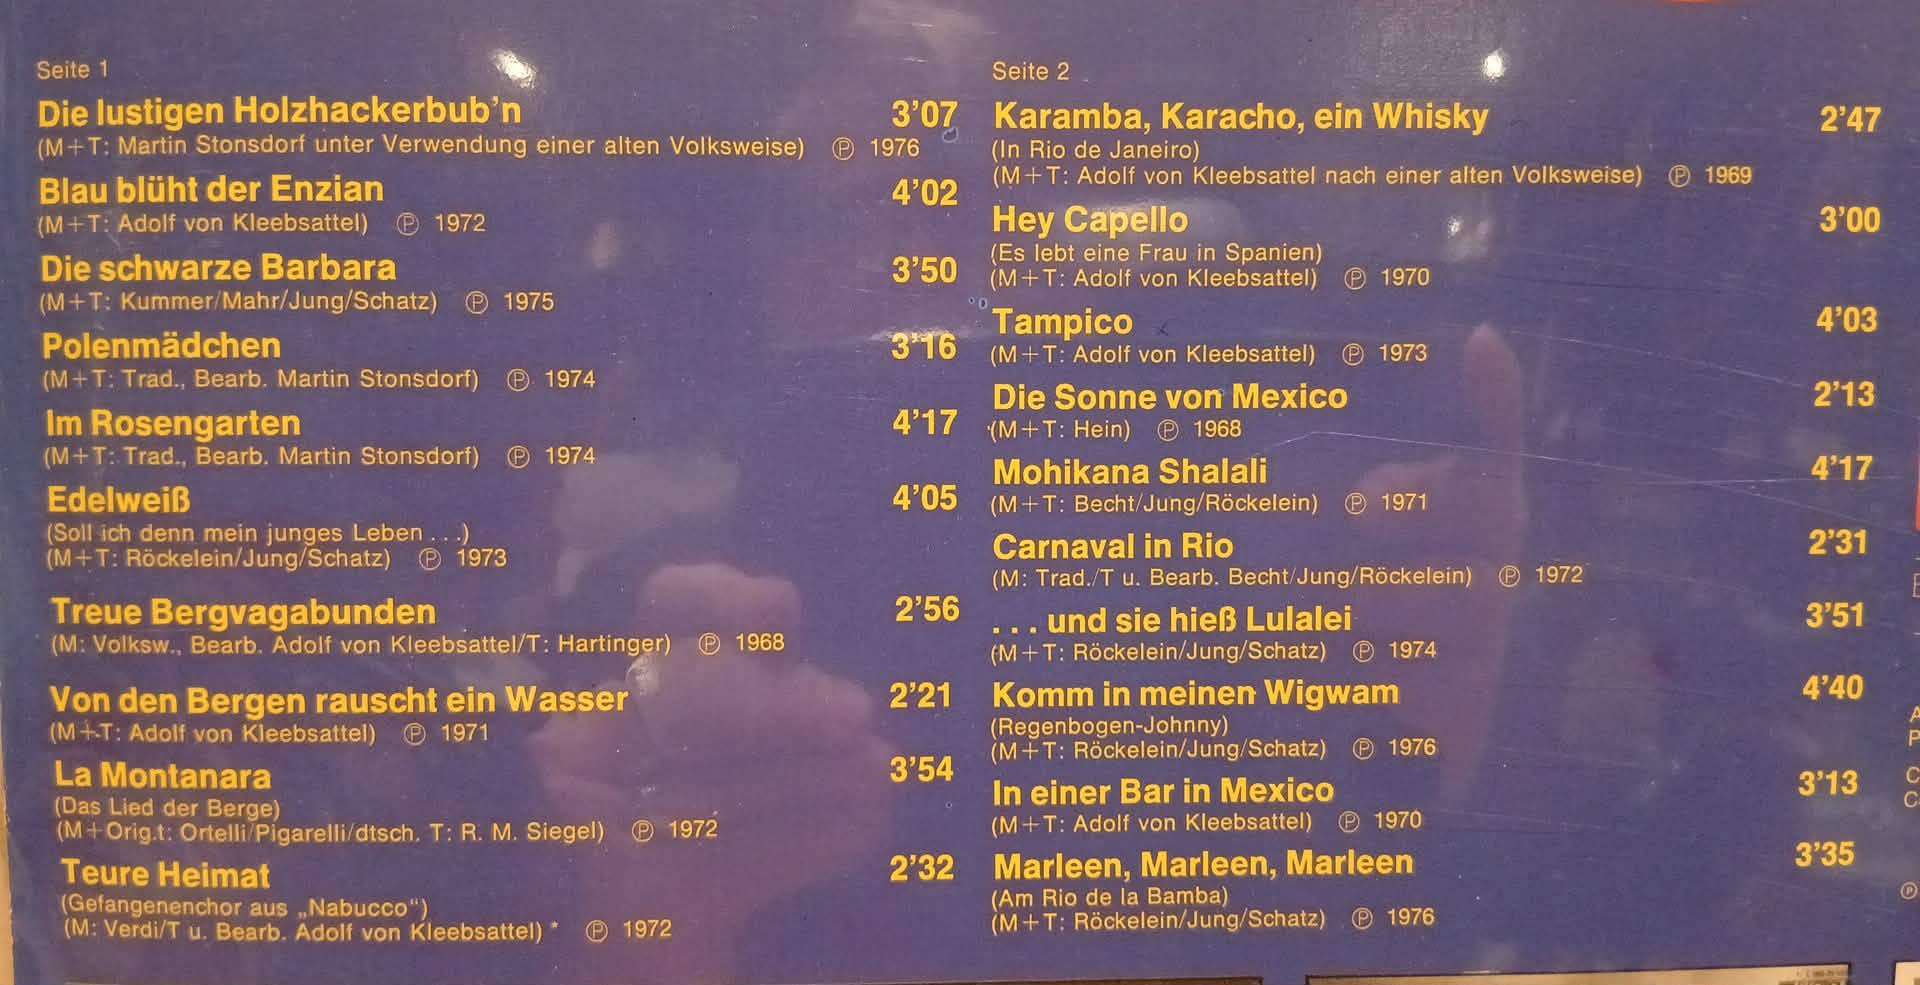 Seite 1
Die lustigen Holzhackerbub'n 3'07
(M+T: Martin Stonsdorf unter Verwendung einer alten Volksweise) ℗ 1976
Blau blüht der Enzian 4'02
(M+T: Adolf von Kleebsattel) ℗ 1972
Die schwarze Barbara 3'50
(M+T: Kummer/Mahr/Jung/Schatz) ℗ 1975
Polenmädchen 3'16
(M+T: Trad., Bearb. Martin Stonsdorf) ℗ 1974
Im Rosengarten 4'17
(M+T: Trad., Bearb. Martin Stonsdorf) ℗ 1974
Edelweiß 4'05
(Soll ich denn mein junges Leben . . .)
(M+T: Röckelein/Jung/Schatz) ℗ 1973
Treue Bergvagabunden 2'56
(M: Volksw., Bearb. Adolf von Kleebsattel/T: Hartinger) ℗ 1968
Von den Bergen rauscht ein Wasser 2'21
(M+T: Adolf von Kleebsattel) ℗ 1971
La Montanara 3'54
(Das Lied der Berge)
(M+Orig.t: Ortelli/Pigarelli/dtsch. T: R. M. Siegel) ℗ 1972
Teure Heimat 2'32
(Gefangenenchor aus „Nabucco“)
(M: Verdi/T u. Bearb. Adolf von Kleebsattel) * ℗ 1972
Seite 2
Karamba, Karacho, ein Whisky 2'47
(In Rio de Janeiro)
(M+T: Adolf von Kleebsattel nach einer alten Volksweise) ℗ 1969
Hey Capello 3'00
(Es lebt eine Frau in Spanien)
(M+T: Adolf von Kleebsattel) ℗ 1970
Tampico 4'03
(M+T: Adolf von Kleebsattel) ℗ 1973
Die Sonne von Mexico 2'13
(M+T: Hein) ℗ 1968
Mohikana Shalali 4'17
(M+T: Becht/Jung/Röckelein) ℗ 1971
Carnaval in Rio 2'31
(M: Trad./T u. Bearb. Becht/Jung/Röckelein) ℗ 1972
. . . und sie hieß Lulalei 3'51
(M+T: Röckelein/Jung/Schatz) ℗ 1974
Komm in meinen Wigwam 4'40
(Regenbogen-Johnny)
(M+T: Röckelein/Jung/Schatz) ℗ 1976
In einer Bar in Mexico 3'13
(M+T: Adolf von Kleebsattel) ℗ 1970
Marleen, Marleen, Marleen 3'35
(Am Rio de la Bamba)
(M+T: Röckelein/Jung/Schatz) ℗ 1976